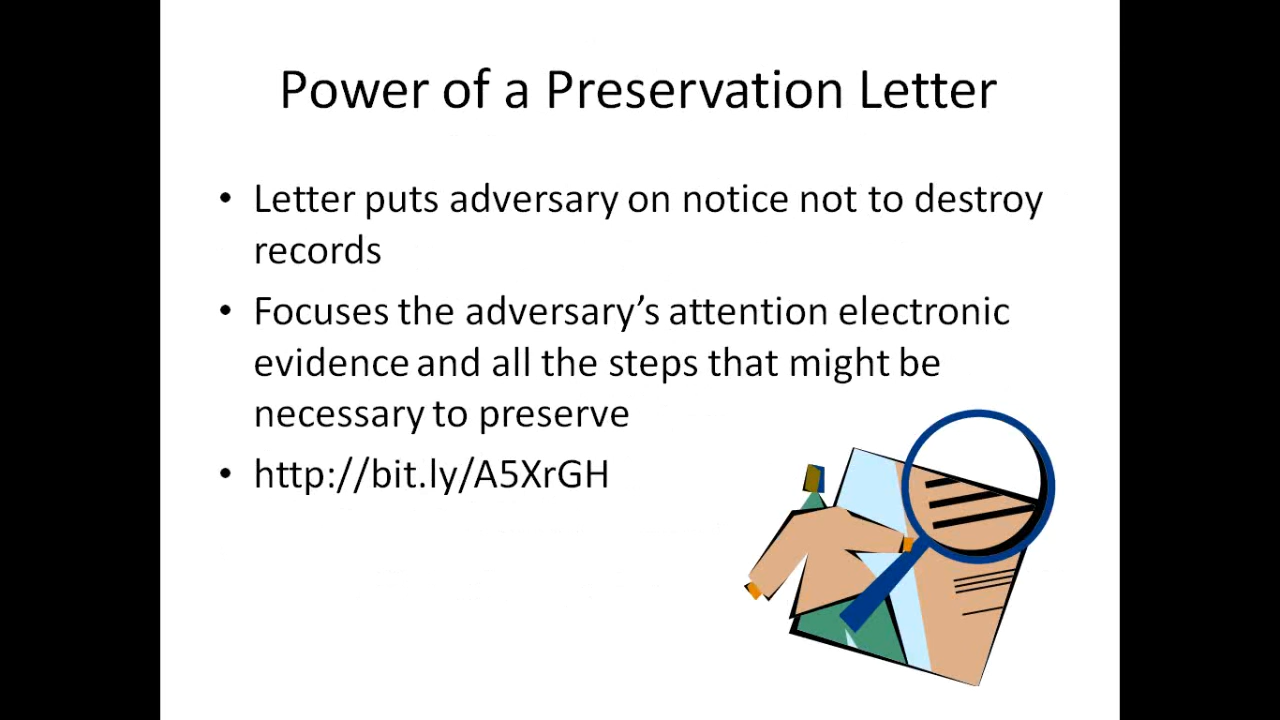 Power of a Preservation Letter
• Letter puts adversary on notice not to destroy
records
• Focuses the adversary's attention electronic
evidence and all the steps that might be
necessary to preserve
• http://bit.ly/A5XrGH